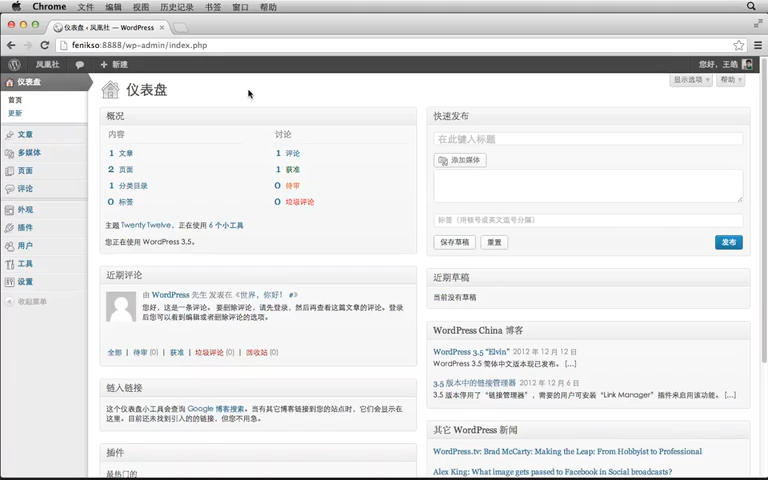 Chrome 文件 编辑 视图 历史记录 书签 窗口 帮助
仪表盘 ‹ 凤凰社 — WordPress
fenikso:8888/wp-admin/index.php
凤凰社 新建 您好，王皓
仪表盘
首页
更新
文章
多媒体
页面
评论
外观
插件
用户
工具
设置
收起菜单
显示选项 帮助
仪表盘
概况
内容 讨论
1 文章 1 评论
2 页面 1 获准
1 分类目录 0 待审
0 标签 0 垃圾评论
主题 Twenty Twelve，正在使用 6 个小工具
您正在使用 WordPress 3.5。
近期评论
由 WordPress 先生 发表在《世界，你好！ #》
您好，这是一条评论。 要删除评论，请先登录，然后再查看这篇文章的评论。登录
后您可以看到编辑或者删除评论的选项。
全部 | 待审 (0) | 获准 | 垃圾评论 (0) | 回收站 (0)
链入链接
这个仪表盘小工具会查询 Google 博客搜索。当有其它博客链接到您的站点时，它们会显示在
这里。目前还未找到引入的的链接，但您不用急。
插件
最热门的
快速发布
在此键入标题
添加媒体
标签（用顿号或英文逗号分隔）
保存草稿 重置 发布
近期草稿
当前没有草稿
WordPress China 博客
WordPress 3.5 “Elvin” 2012 年 12 月 12 日
WordPress 3.5 简体中文版本现已发布。 [...]
3.5 版本中的链接管理器 2012 年 12 月 6 日
3.5 版本停用了“链接管理器”，需要的用户可安装“Link Manager”插件来启用该功能。 [...]
其它 WordPress 新闻
WordPress.tv: Brad McCarty: Making the Leap: From Hobbyist to Professional
Alex King: What image gets passed to Facebook in Social broadcasts?